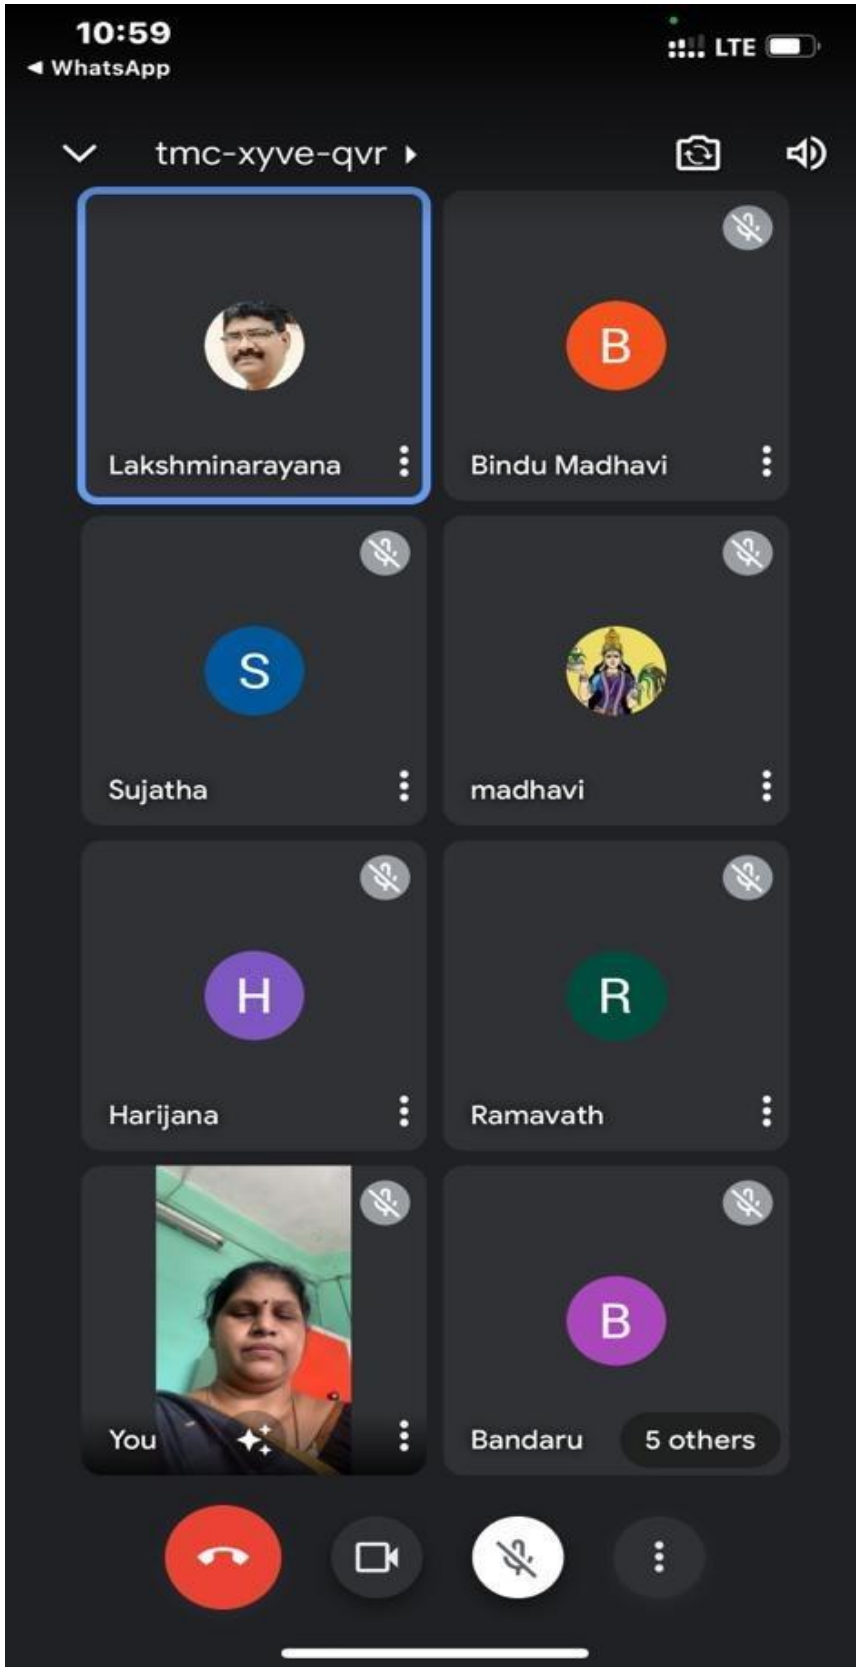 10:59
LTE
◀ WhatsApp
tmc-xyve-qvr ▸
B
Lakshminarayana
Bindu Madhavi
S
Sujatha
madhavi
H
R
Harijana
Ramavath
B
You
Bandaru
5 others